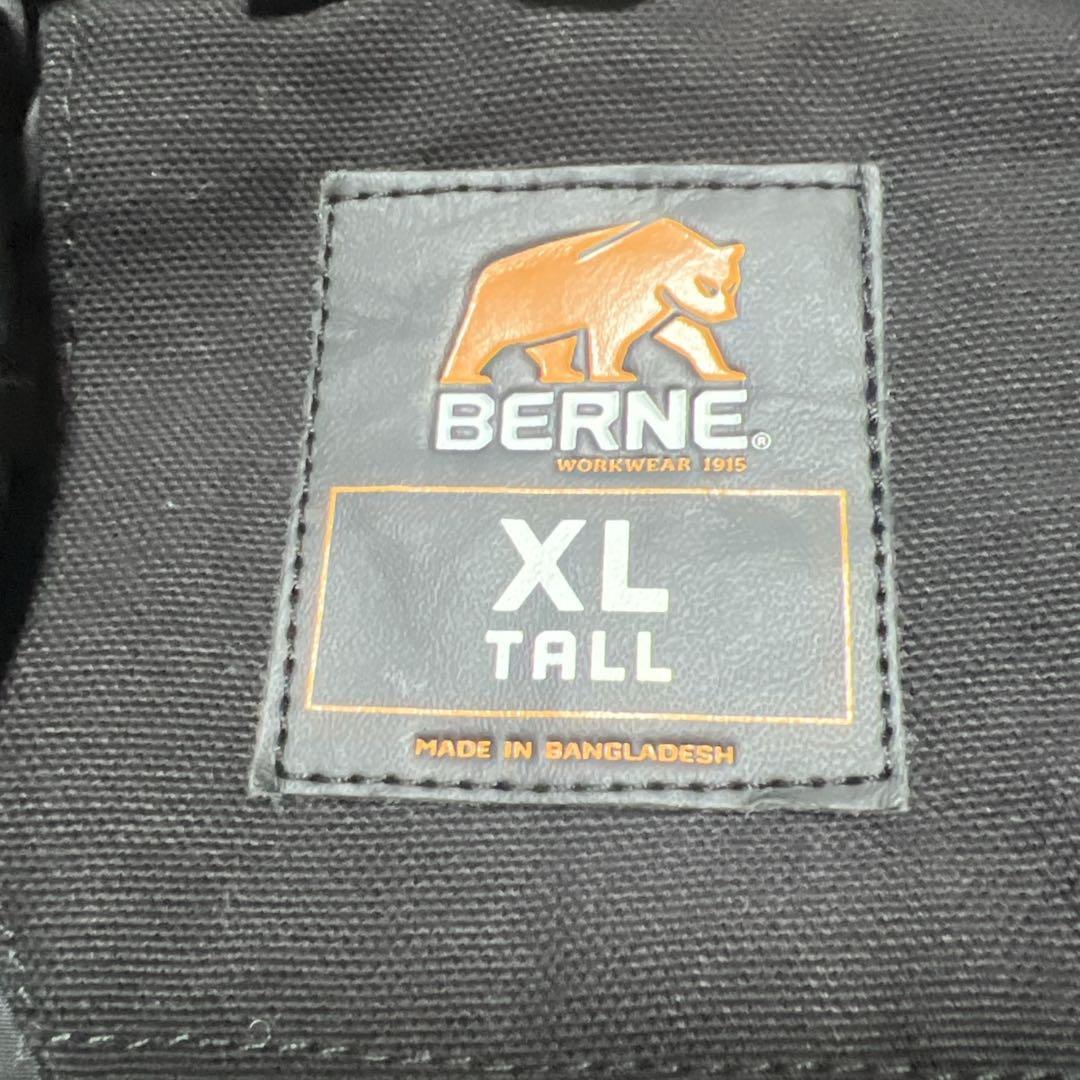 BERNE®
WORKWEAR 1915
XL
TALL
MADE IN BANGLADESH